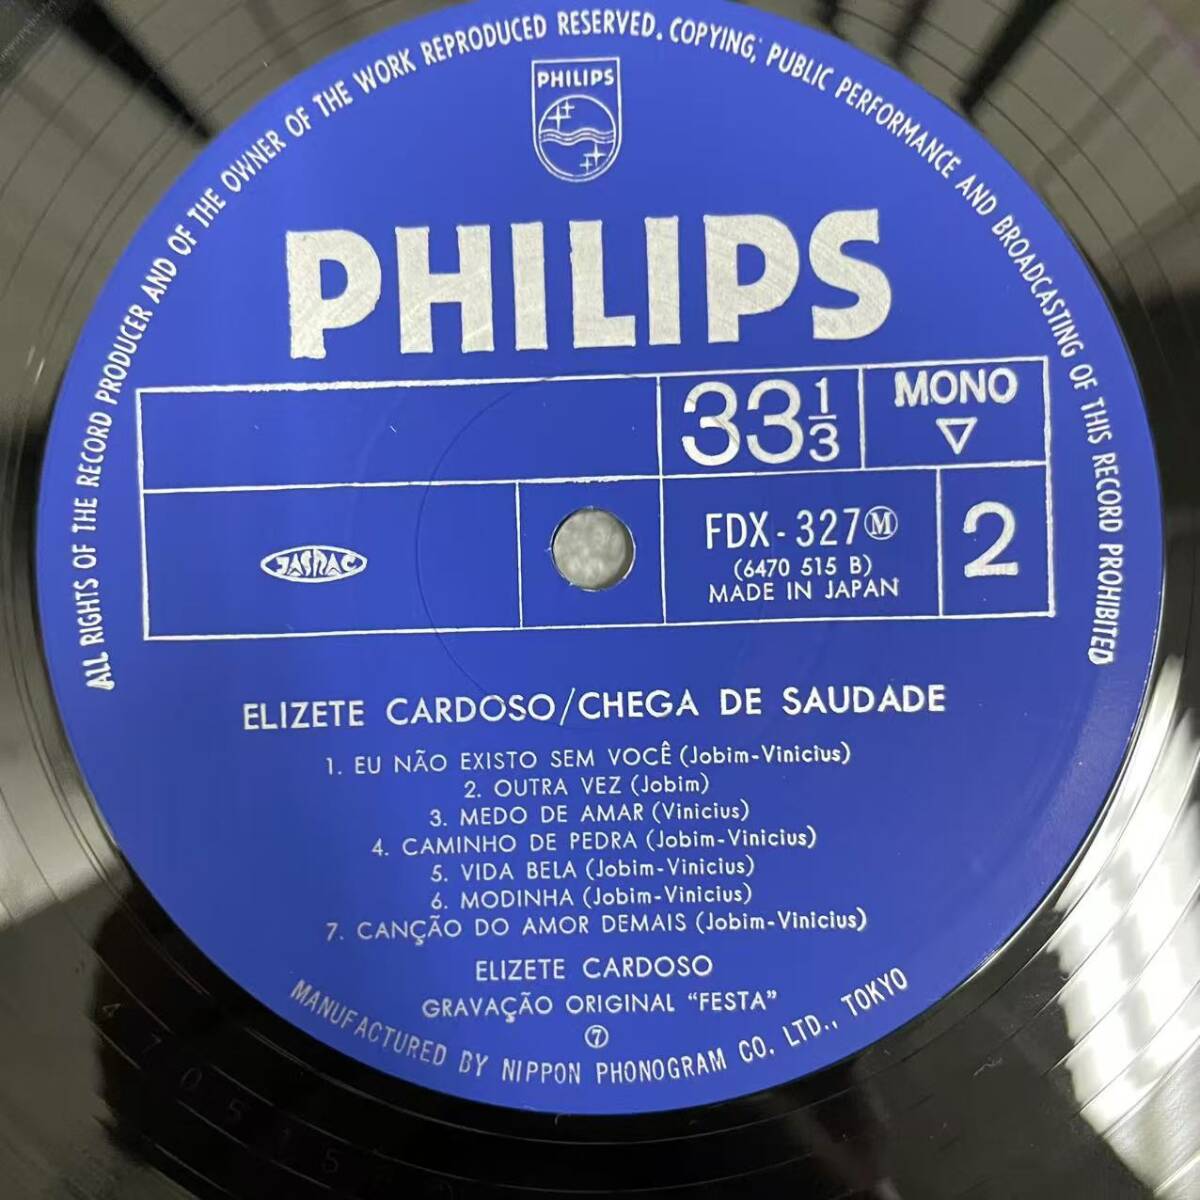 ALL RIGHTS OF THE RECORD PRODUCER AND OF THE OWNER OF THE WORK REPRODUCED RESERVED. COPYING, PUBLIC PERFORMANCE AND BROADCASTING OF THIS RECORD PROHIBITED
PHILIPS
PHILIPS
33 1/3
MONO
JASRAC
FDX-327 Ⓜ
(6470 515 B)
MADE IN JAPAN
2
ELIZETE CARDOSO/CHEGA DE SAUDADE
1. EU NÃO EXISTO SEM VOCÊ (Jobim-Vinicius)
2. OUTRA VEZ (Jobim)
3. MEDO DE AMAR (Vinicius)
4. CAMINHO DE PEDRA (Jobim-Vinicius)
5. VIDA BELA (Jobim-Vinicius)
6. MODINHA (Jobim-Vinicius)
7. CANÇÃO DO AMOR DEMAIS (Jobim-Vinicius)
ELIZETE CARDOSO
GRAVAÇÃO ORIGINAL "FESTA"
⑦
MANUFACTURED BY NIPPON PHONOGRAM CO. LTD., TOKYO